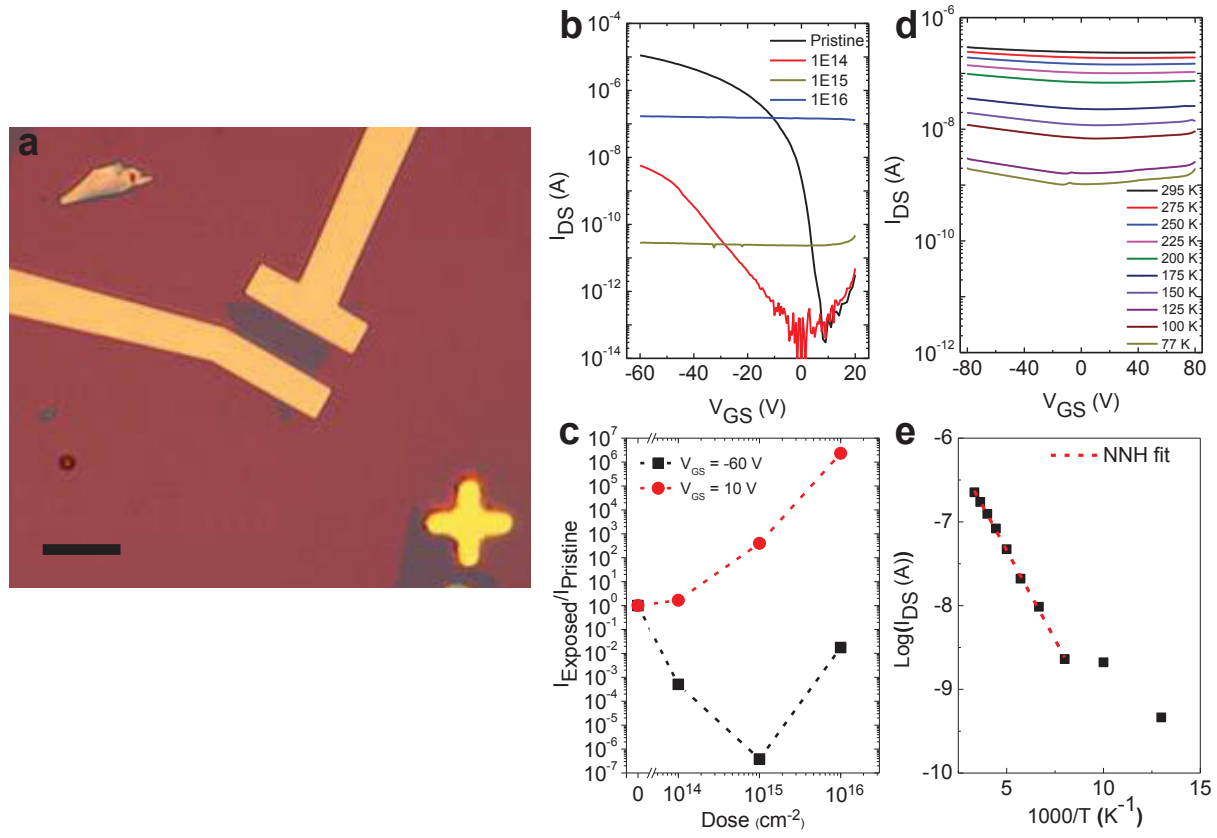 a
b
10^-4
10^-6
10^-8
10^-10
10^-12
10^-14
I_DS (A)
-60
-40
-20
0
20
V_GS (V)
Pristine
1E14
1E15
1E16
d
10^-6
10^-8
10^-10
10^-12
I_DS (A)
-80
-40
0
40
80
V_GS (V)
295 K
275 K
250 K
225 K
200 K
175 K
150 K
125 K
100 K
77 K
c
10^7
10^6
10^5
10^4
10^3
10^2
10^1
10^0
10^-1
10^-2
10^-3
10^-4
10^-5
10^-6
10^-7
I_Exposed/I_Pristine
V_GS = -60 V
V_GS = 10 V
0
10^14
10^15
10^16
Dose (cm^-2)
e
-6
-7
-8
-9
-10
Log(I_DS (A))
NNH fit
5
10
15
1000/T (K^-1)